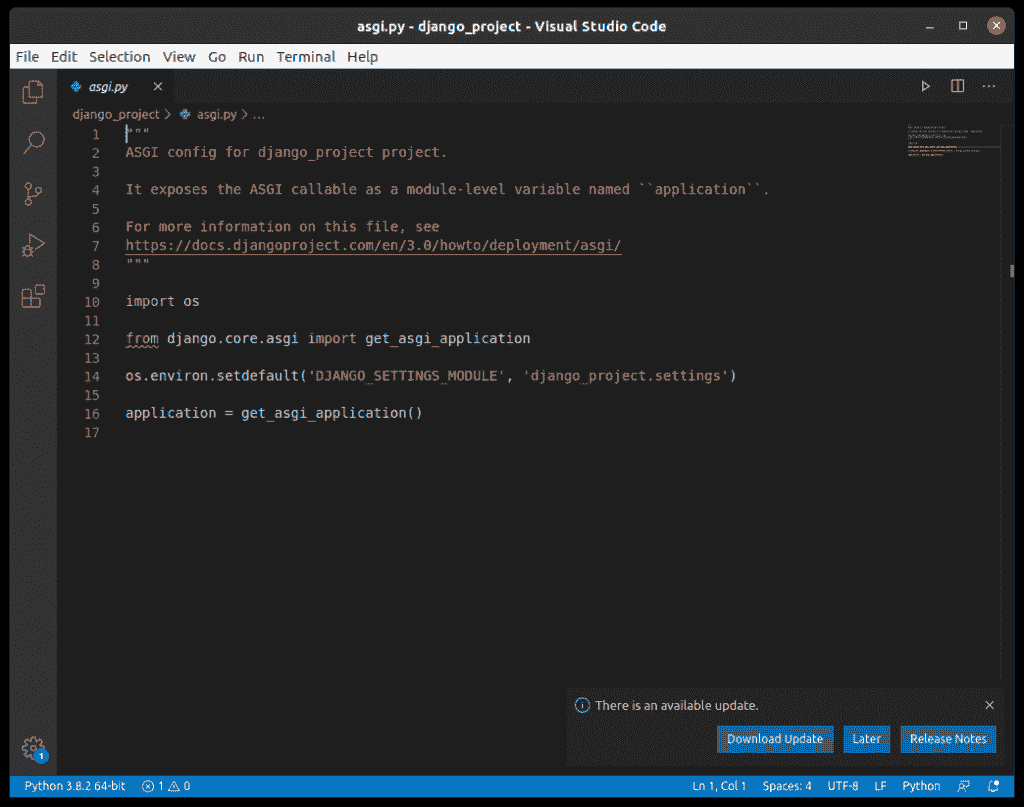 asgi.py - django_project - Visual Studio Code
File Edit Selection View Go Run Terminal Help
asgi.py
django_project > asgi.py > ...
1 """
2 ASGI config for django_project project.
3
4 It exposes the ASGI callable as a module-level variable named ``application``.
5
6 For more information on this file, see
7 https://docs.djangoproject.com/en/3.0/howto/deployment/asgi/
8 """
9
10 import os
11
12 from django.core.asgi import get_asgi_application
13
14 os.environ.setdefault('DJANGO_SETTINGS_MODULE', 'django_project.settings')
15
16 application = get_asgi_application()
17
There is an available update.
Download Update Later Release Notes
1
Python 3.8.2 64-bit 1 0 Ln 1, Col 1 Spaces: 4 UTF-8 LF Python